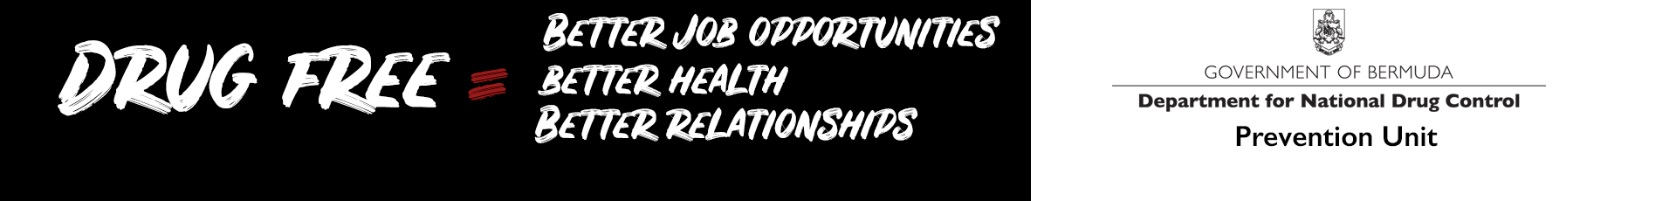 DRUG FREE =
BETTER JOB OPPORTUNITIES
BETTER HEALTH
BETTER RELATIONSHIPS
GOVERNMENT OF BERMUDA
Department for National Drug Control
Prevention Unit